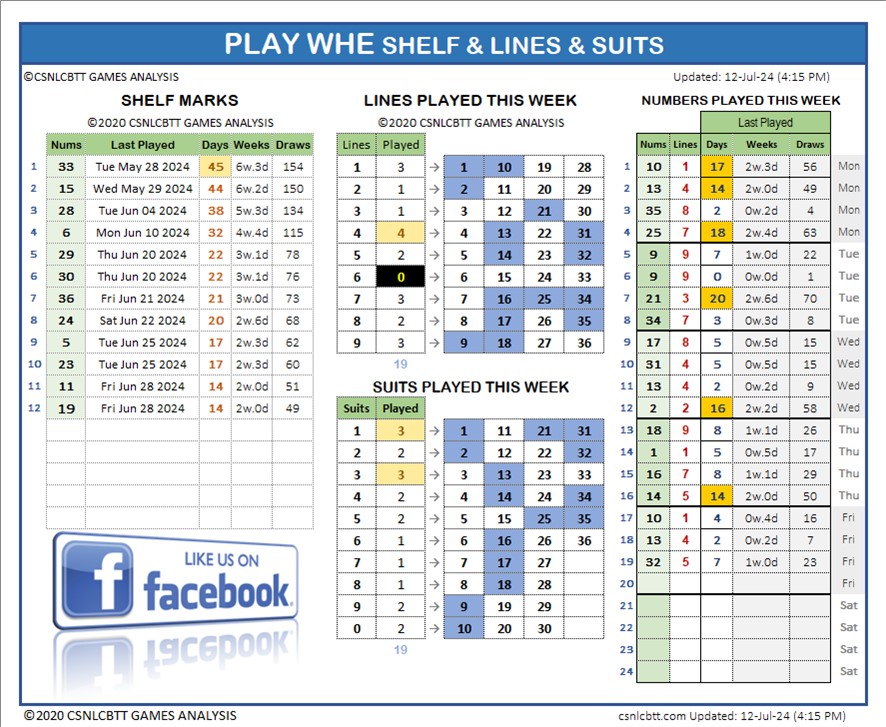 PLAY WHE SHELF & LINES & SUITS
©CSNLCBTT GAMES ANALYSIS
Updated: 12-Jul-24 (4:15 PM)
SHELF MARKS
©2020 CSNLCBTT GAMES ANALYSIS
Nums Last Played Days Weeks Draws
1 33 Tue May 28 2024 45 6w.3d 154
2 15 Wed May 29 2024 44 6w.2d 150
3 28 Tue Jun 04 2024 38 5w.3d 134
4 6 Mon Jun 10 2024 32 4w.4d 115
5 29 Thu Jun 20 2024 22 3w.1d 78
6 30 Thu Jun 20 2024 22 3w.1d 76
7 36 Fri Jun 21 2024 21 3w.0d 73
8 24 Sat Jun 22 2024 20 2w.6d 68
9 5 Tue Jun 25 2024 17 2w.3d 62
10 23 Tue Jun 25 2024 17 2w.3d 60
11 11 Fri Jun 28 2024 14 2w.0d 51
12 19 Fri Jun 28 2024 14 2w.0d 49
LIKE US ON
f facebook®
LINES PLAYED THIS WEEK
©2020 CSNLCBTT GAMES ANALYSIS
Lines Played
1 3 → 1 10 19 28
2 1 → 2 11 20 29
3 1 → 3 12 21 30
4 4 → 4 13 22 31
5 2 → 5 14 23 32
6 0 → 6 15 24 33
7 3 → 7 16 25 34
8 2 → 8 17 26 35
9 3 → 9 18 27 36
19
SUITS PLAYED THIS WEEK
Suits Played
1 3 → 1 11 21 31
2 2 → 2 12 22 32
3 3 → 3 13 23 33
4 2 → 4 14 24 34
5 2 → 5 15 25 35
6 1 → 6 16 26 36
7 1 → 7 17 27
8 1 → 8 18 28
9 2 → 9 19 29
0 2 → 10 20 30
19
NUMBERS PLAYED THIS WEEK
Last Played
Nums Lines Days Weeks Draws
1 10 1 17 2w.3d 56 Mon
2 13 4 14 2w.0d 49 Mon
3 35 8 2 0w.2d 4 Mon
4 25 7 18 2w.4d 63 Mon
5 9 9 7 1w.0d 22 Tue
6 9 9 0 0w.0d 1 Tue
7 21 3 20 2w.6d 70 Tue
8 34 7 3 0w.3d 8 Tue
9 17 8 5 0w.5d 15 Wed
10 31 4 5 0w.5d 15 Wed
11 13 4 2 0w.2d 9 Wed
12 2 2 16 2w.2d 58 Wed
13 18 9 8 1w.1d 26 Thu
14 1 1 5 0w.5d 17 Thu
15 16 7 8 1w.1d 29 Thu
16 14 5 14 2w.0d 50 Thu
17 10 1 4 0w.4d 16 Fri
18 13 4 2 0w.2d 7 Fri
19 32 5 7 1w.0d 23 Fri
20 Fri
21 Sat
22 Sat
23 Sat
24 Sat
©2020 CSNLCBTT GAMES ANALYSIS
csnlcbtt.com Updated: 12-Jul-24 (4:15 PM)